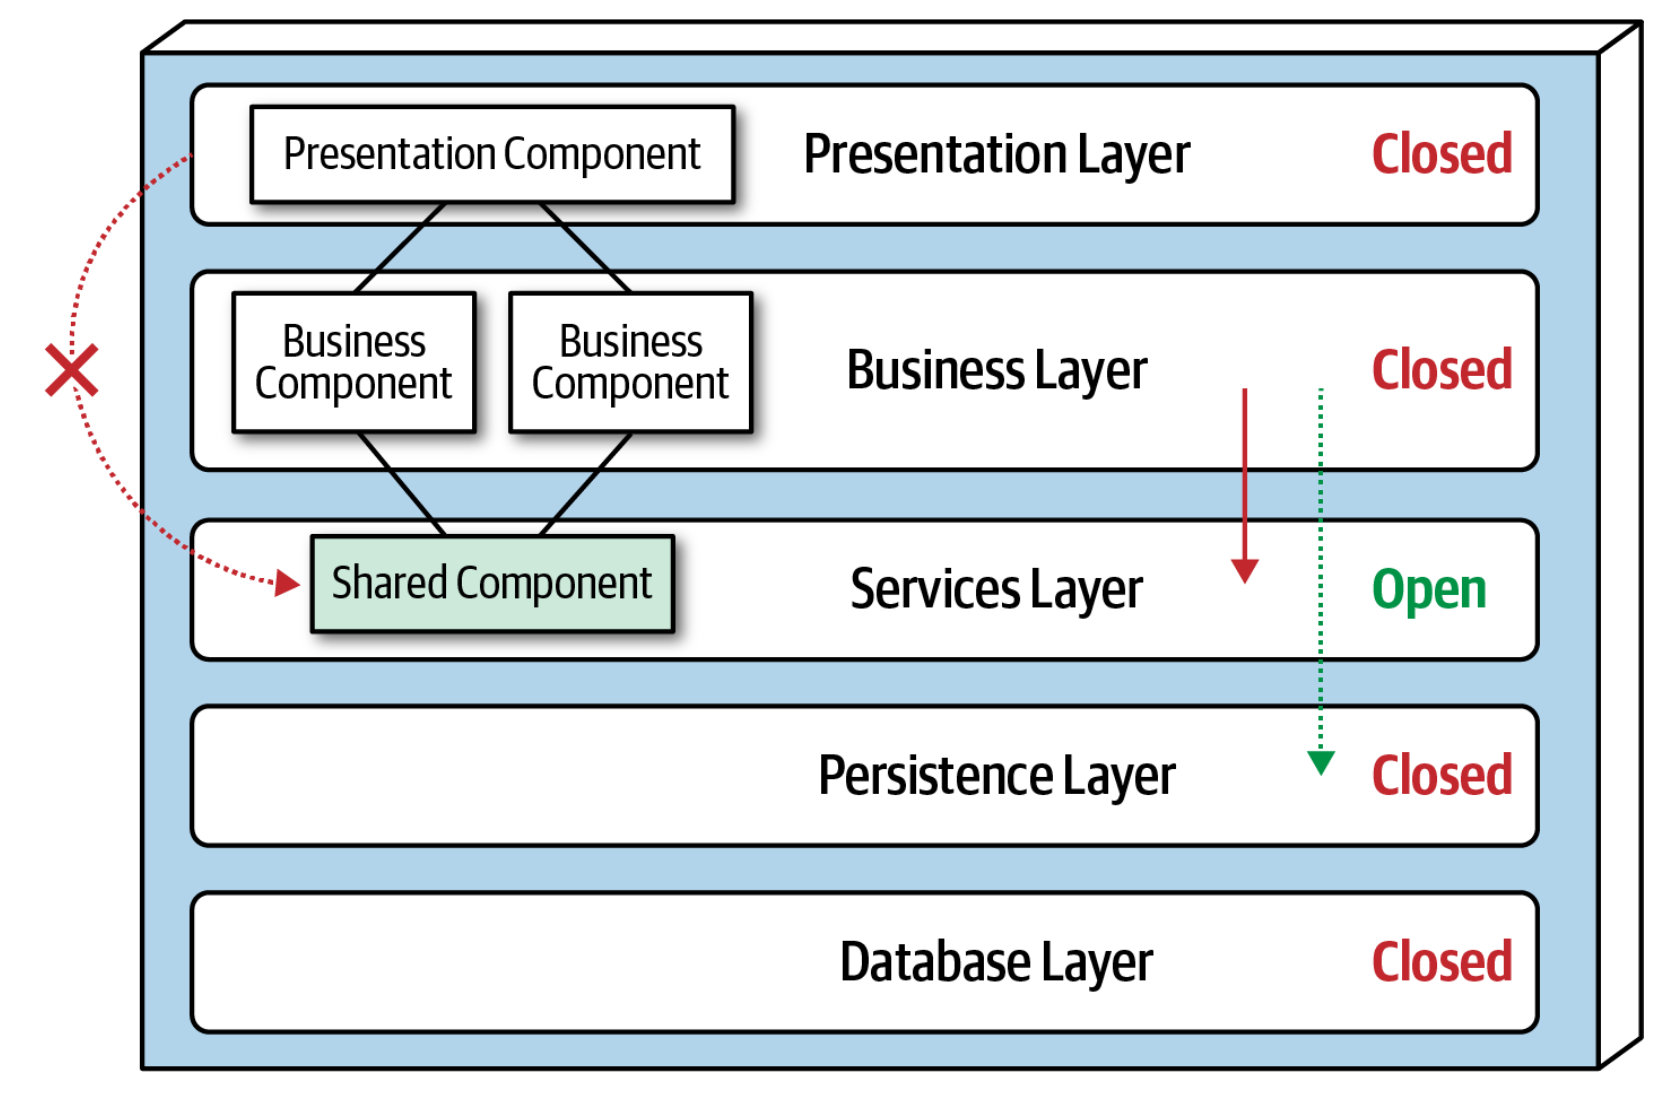 Presentation Component
Presentation Layer
Closed
Business
Component
Business
Component
Business Layer
Closed
Shared Component
Services Layer
Open
Persistence Layer
Closed
Database Layer
Closed